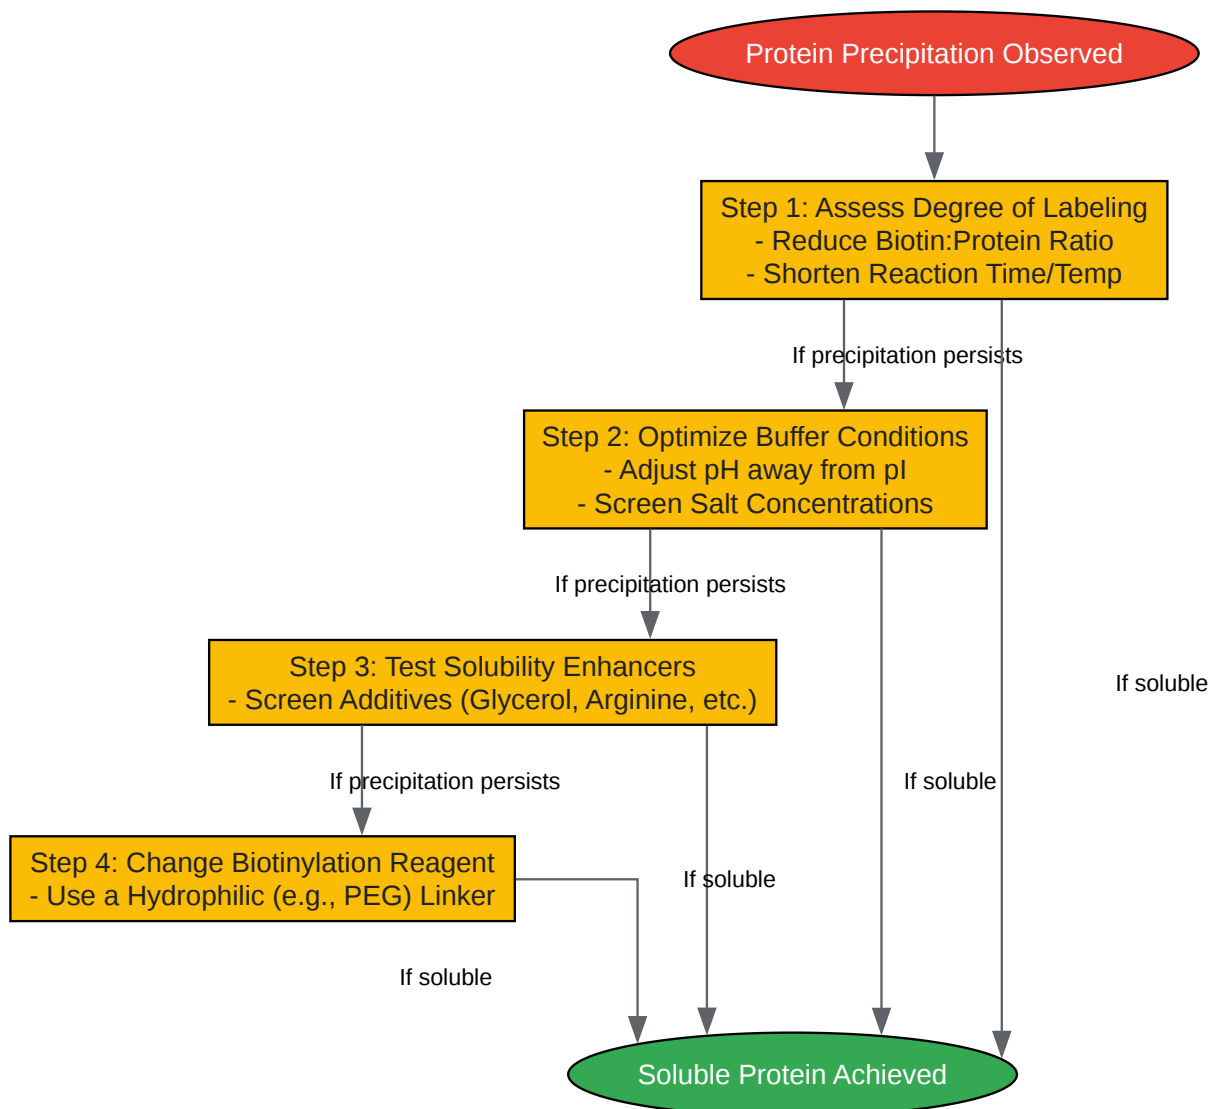 Protein Precipitation Observed
Step 1: Assess Degree of Labeling
- Reduce Biotin:Protein Ratio
- Shorten Reaction Time/Temp
If precipitation persists
Step 2: Optimize Buffer Conditions
- Adjust pH away from pI
- Screen Salt Concentrations
If precipitation persists
Step 3: Test Solubility Enhancers
- Screen Additives (Glycerol, Arginine, etc.)
If soluble
If precipitation persists
If soluble
Step 4: Change Biotinylation Reagent
- Use a Hydrophilic (e.g., PEG) Linker
If soluble
If soluble
Soluble Protein Achieved